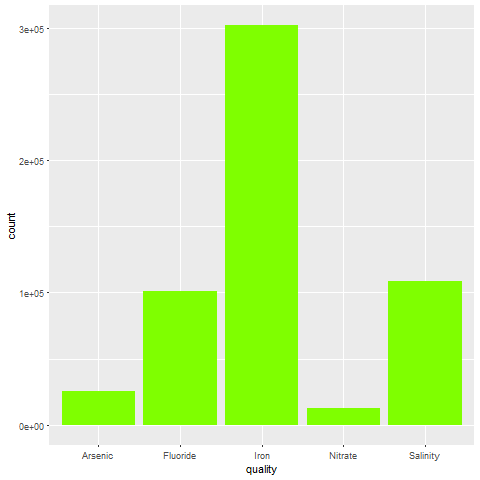 3e+05
2e+05
1e+05
0e+00
count
Arsenic Fluoride Iron Nitrate Salinity
quality